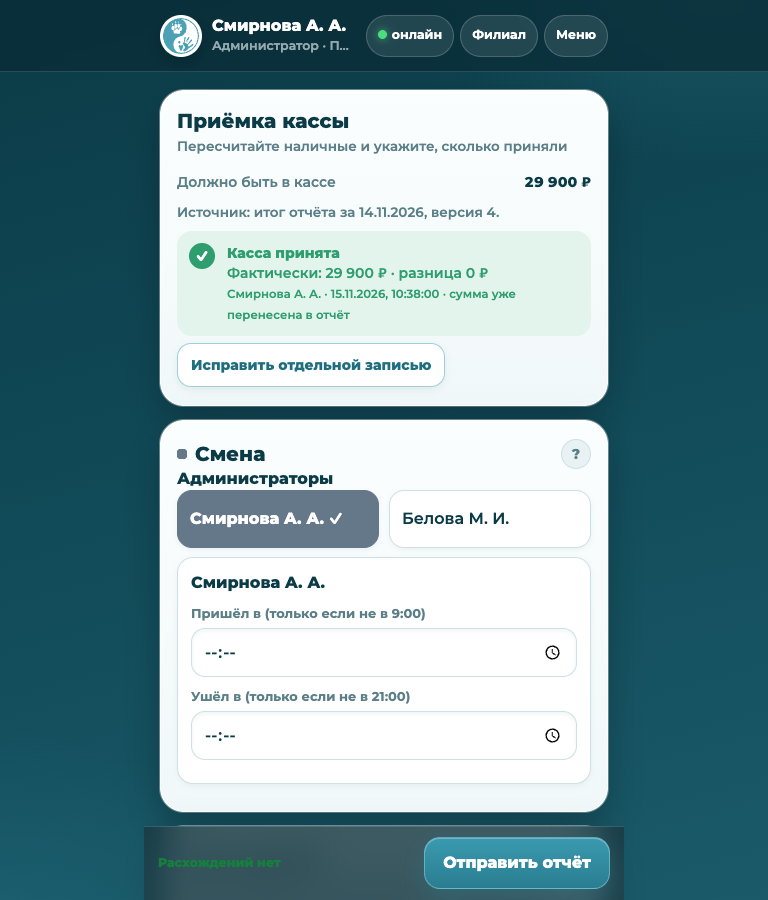 Смирнова А. А.
Администратор · П...
онлайн
Филиал
Меню
Приёмка кассы
Пересчитайте наличные и укажите, сколько приняли
Должно быть в кассе 29 900 ₽
Источник: итог отчёта за 14.11.2026, версия 4.
Касса принята
Фактически: 29 900 ₽ · разница 0 ₽
Смирнова А. А. · 15.11.2026, 10:38:00 · сумма уже
перенесена в отчёт
Исправить отдельной записью
Смена
?
Администраторы
Смирнова А. А. ✓
Белова М. И.
Смирнова А. А.
Пришёл в (только если не в 9:00)
--:--
Ушёл в (только если не в 21:00)
--:--
Расхождений нет
Отправить отчёт